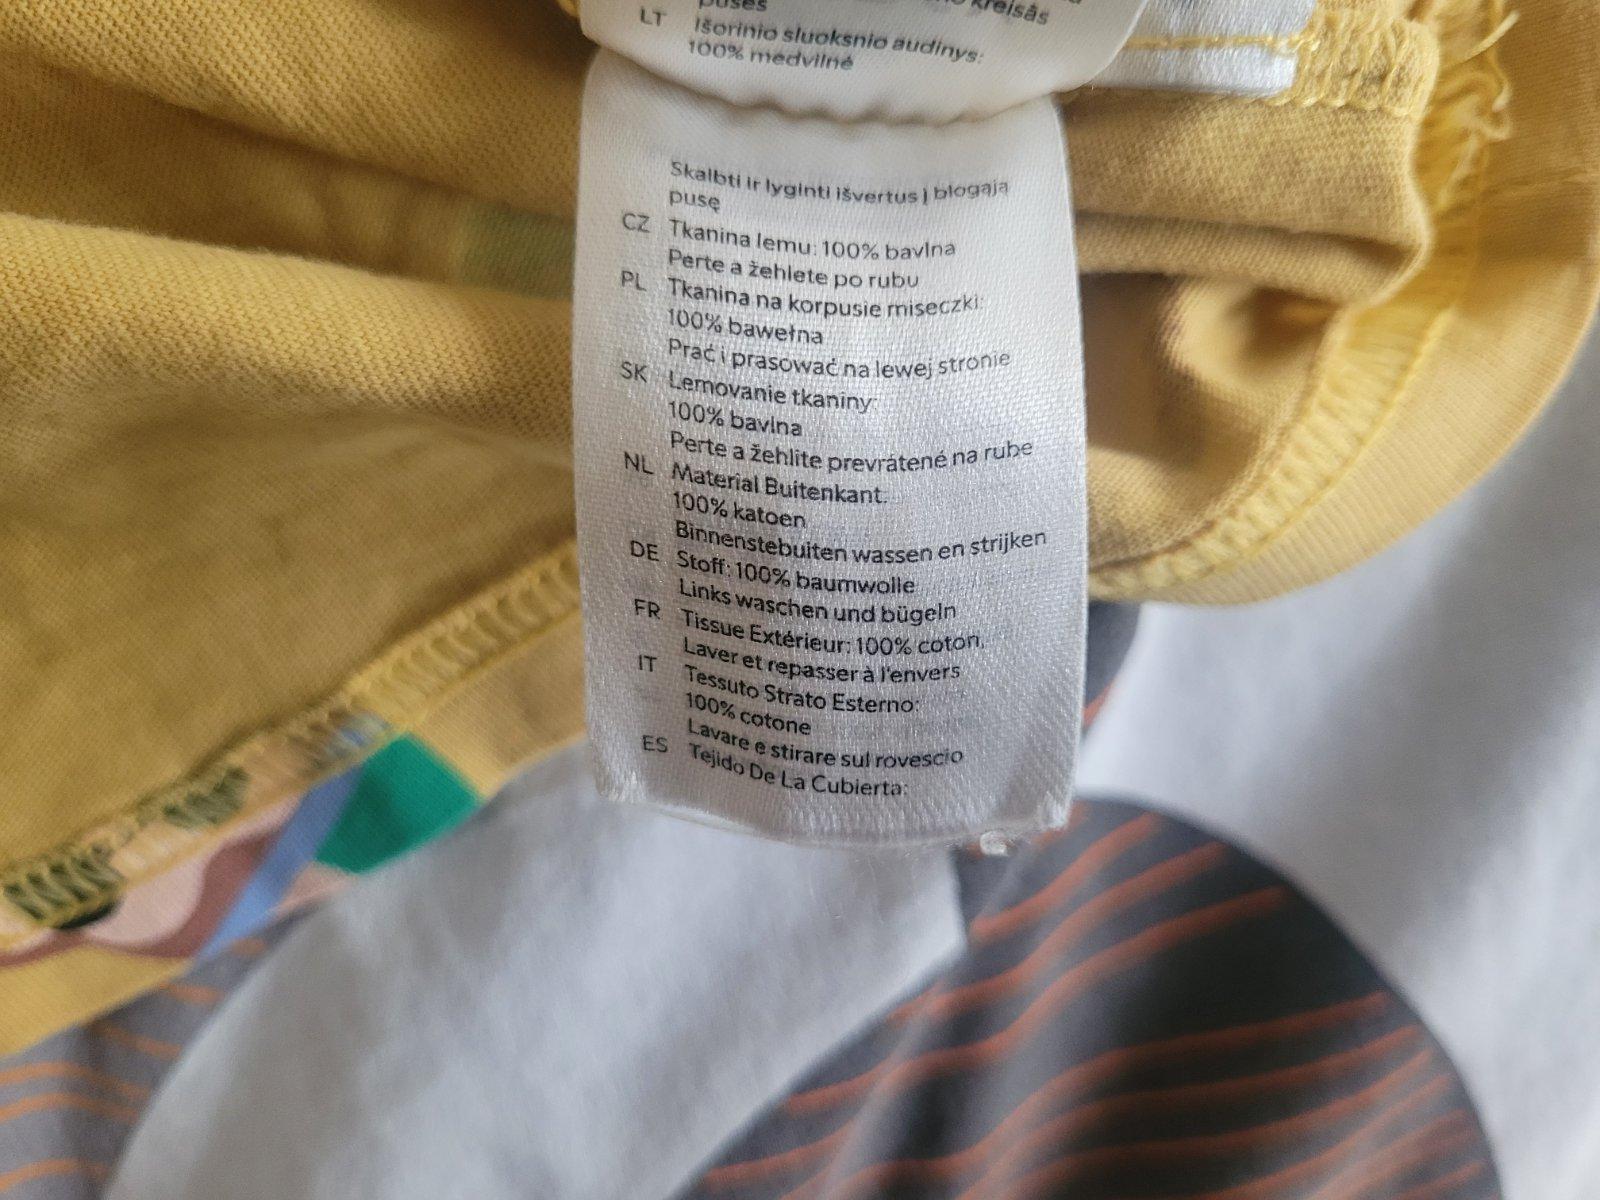 kreisās
puses
LT Išorinio sluoksnio audinys:
100% medvilnė
Skalbti ir lyginti išvertus į blogąją
pusę
CZ Tkanina lemu: 100% bavlna
Perte a žehlete po rubu
PL Tkanina na korpusie miseczki:
100% bawełna
Prać i prasować na lewej stronie
SK Lemovanie tkaniny:
100% bavlna
Perte a žehlite prevrátené na rube
NL Material Buitenkant:
100% katoen
Binnenstebuiten wassen en strijken
DE Stoff: 100% baumwolle
Links waschen und bügeln
FR Tissue Extérieur: 100% coton.
Laver et repasser à l'envers
IT Tessuto Strato Esterno:
100% cotone
Lavare e stirare sul rovescio
ES Tejido De La Cubierta: